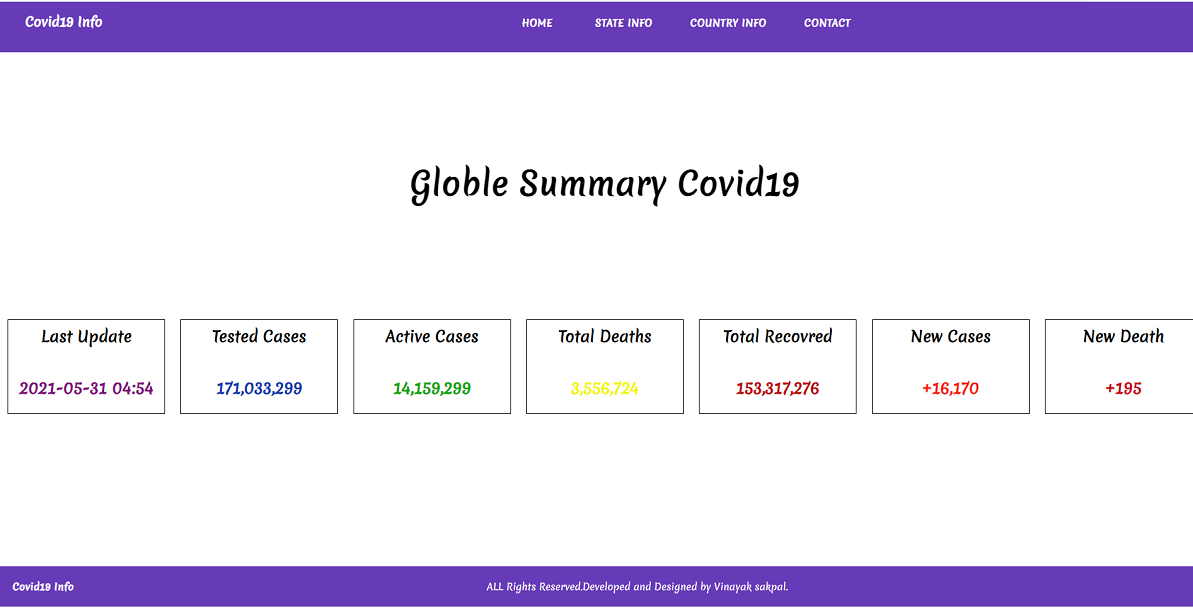 Covid19 Info HOME STATE INFO COUNTRY INFO CONTACT
Globle Summary Covid19
Last Update Tested Cases Active Cases Total Deaths Total Recovred New Cases New Death
2021-05-31 04:54 171,033,299 14,159,299 3,556,724 153,317,276 +16,170 +195
Covid19 Info ALL Rights Reserved.Developed and Designed by Vinayak sakpal.